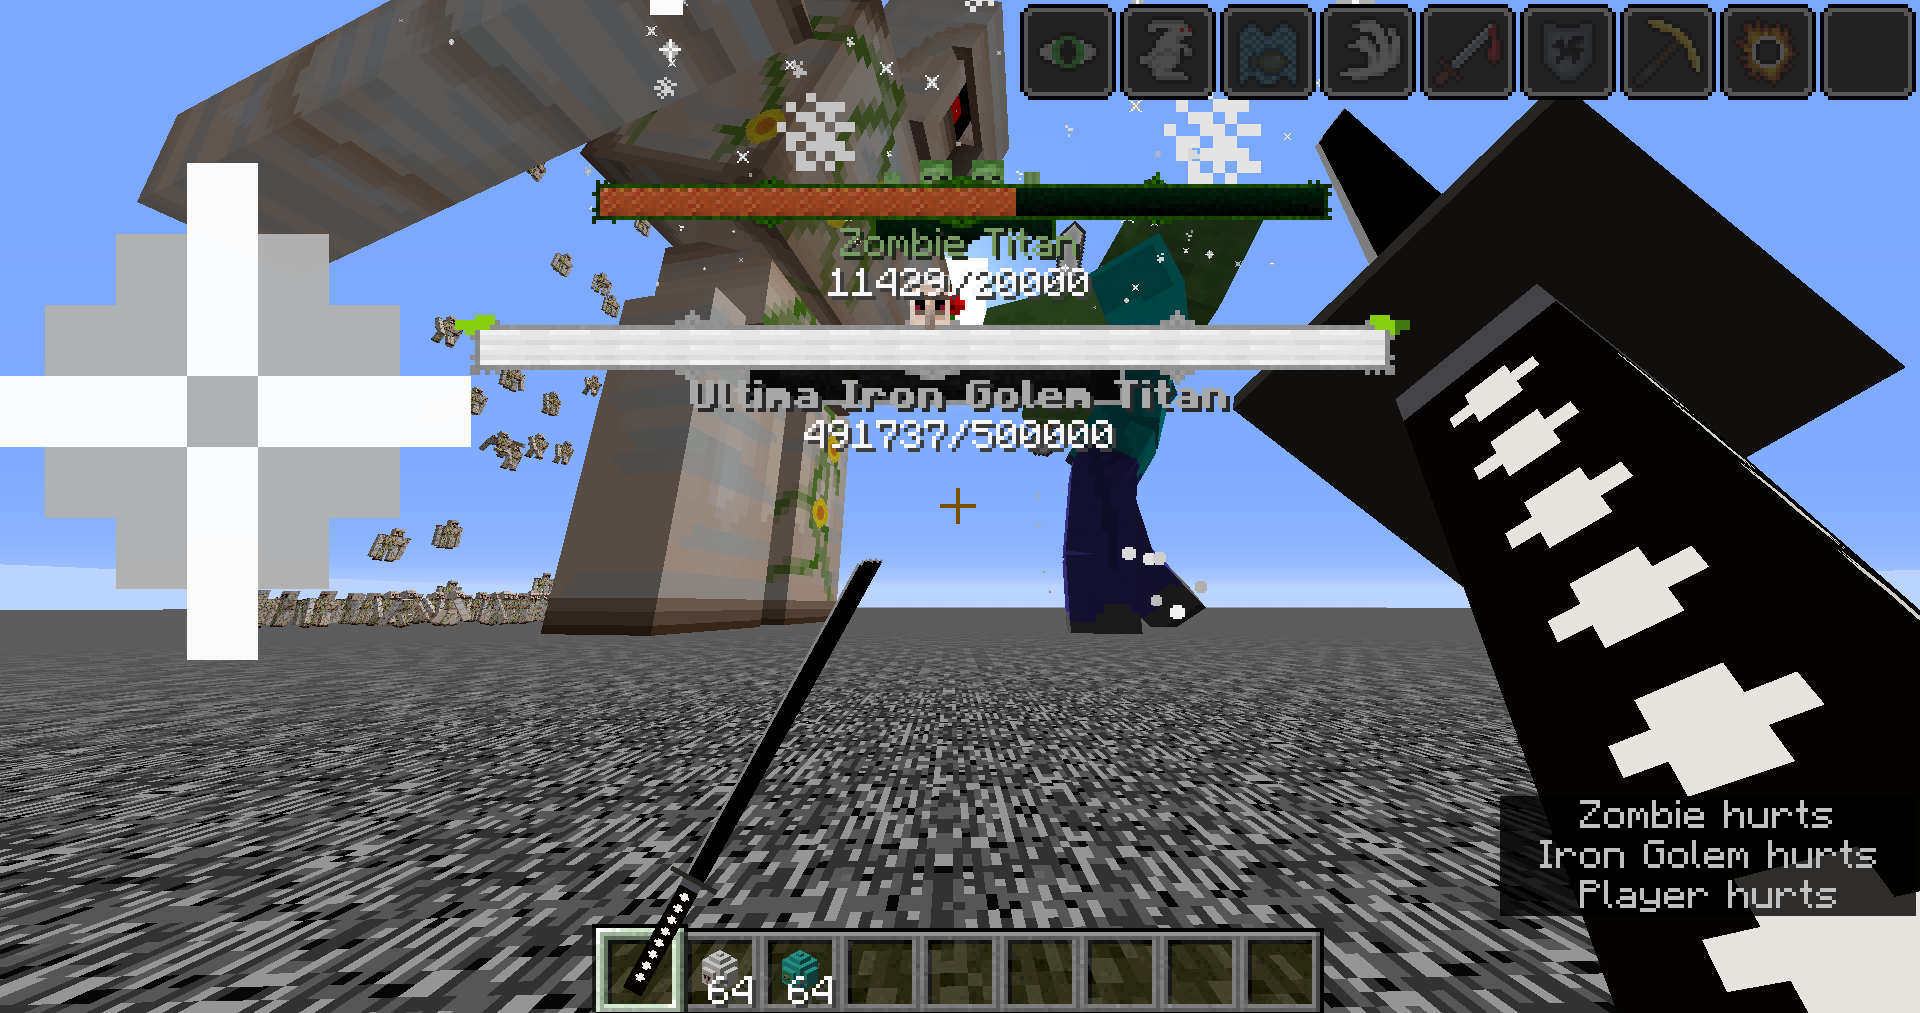 Zombie Titan
11429/20000
Ultima Iron Golem Titan
491737/500000
Zombie hurts
Iron Golem hurts
Player hurts
64
64